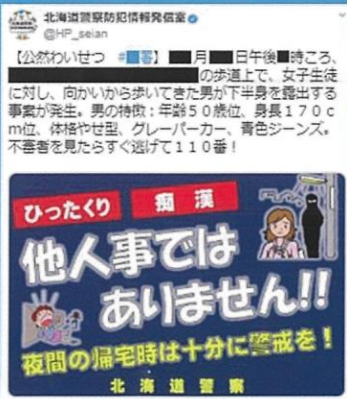 北海道警察防犯情報発信室
@HP_seian
【公然わいせつ #■署】■月■日午後■時ころ、
の歩道上で、女子生徒
に対し、向かいから歩いてきた男が下半身を露出する
事案が発生。男の特徴：年齢50歳位、身長170c
m位、体格やせ型、グレーパーカー、青色ジーンズ。
不審者を見たらすぐ逃げて110番！
ひったくり 痴漢
他人事では
ありません!!
夜間の帰宅時は十分に警戒を！
北海道警察